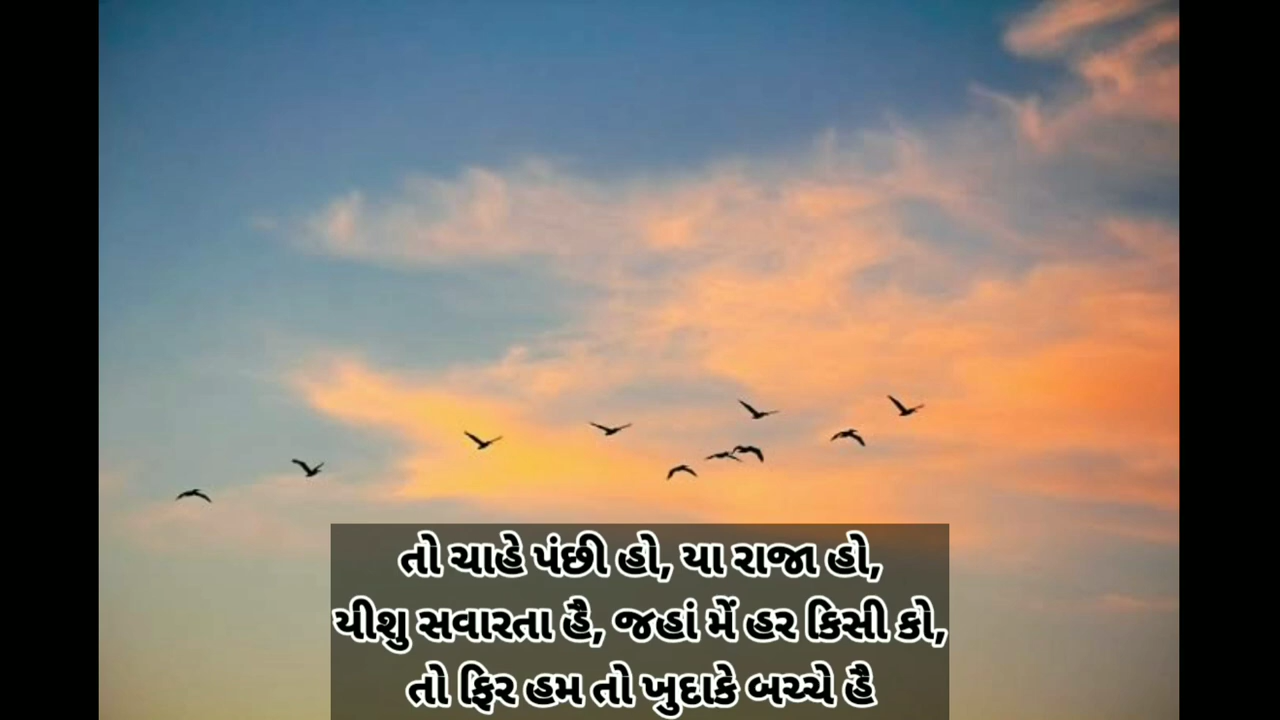 તો ચાહે પંછી હો, યા રાજા હો,
યીશુ સવારતા હૈ, જહાં મેં હર કિસી કો,
તો ફિર હમ તો ખુદાકે બચ્ચે હૈ